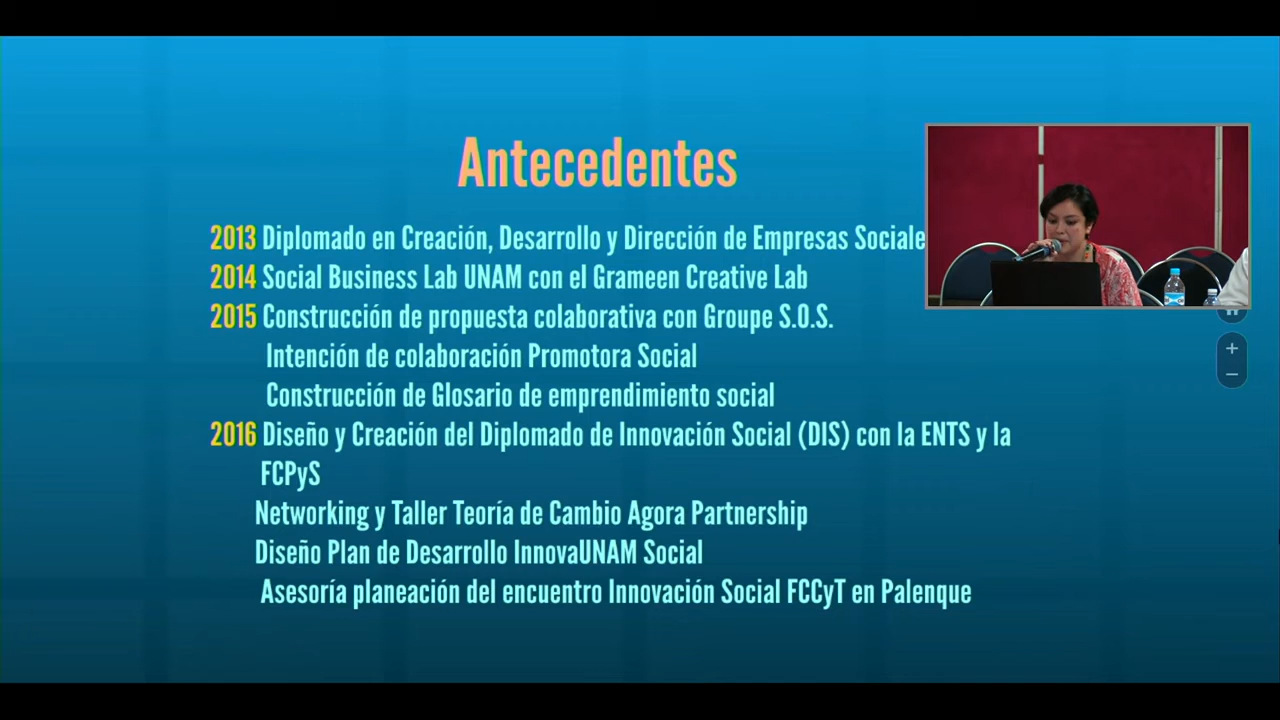 Antecedentes
2013 Diplomado en Creación, Desarrollo y Dirección de Empresas Sociale
2014 Social Business Lab UNAM con el Grameen Creative Lab
2015 Construcción de propuesta colaborativa con Groupe S.O.S.
Intención de colaboración Promotora Social
Construcción de Glosario de emprendimiento social
2016 Diseño y Creación del Diplomado de Innovación Social (DIS) con la ENTS y la
FCPyS
Networking y Taller Teoría de Cambio Agora Partnership
Diseño Plan de Desarrollo InnovaUNAM Social
Asesoría planeación del encuentro Innovación Social FCCyT en Palenque